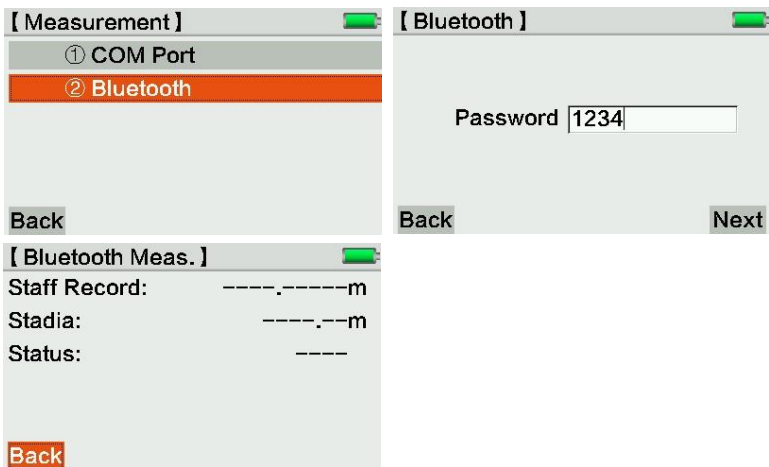 【Measurement】
① COM Port
② Bluetooth
Back
【Bluetooth】
Password 1234
Back Next
【Bluetooth Meas.】
Staff Record: ----.-----m
Stadia: ----.--m
Status: ----
Back